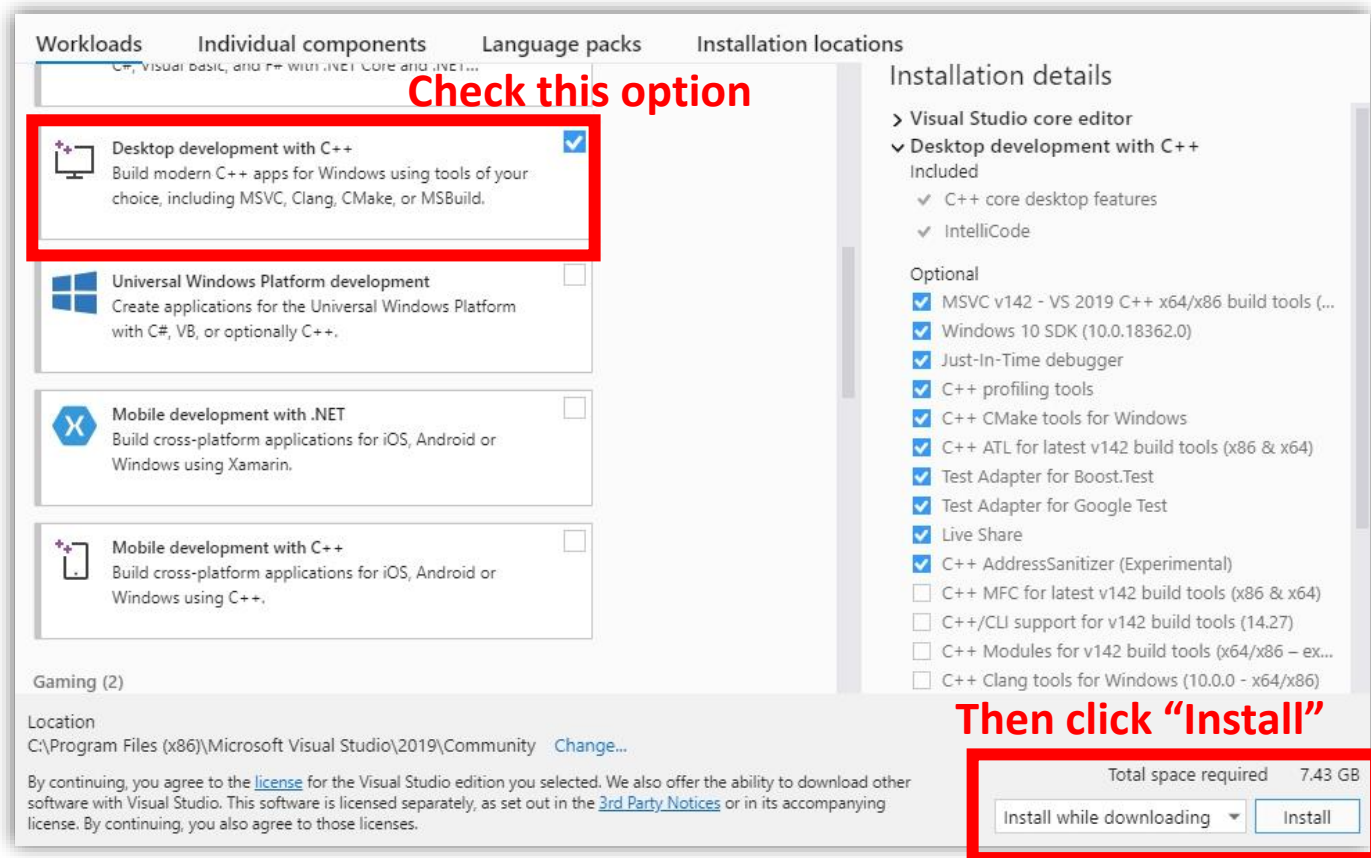 Workloads Individual components Language packs Installation locations
C#, Visual Basic, and F# with .NET Core and .NET...
Check this option
Desktop development with C++
Build modern C++ apps for Windows using tools of your
choice, including MSVC, Clang, CMake, or MSBuild.
Universal Windows Platform development
Create applications for the Universal Windows Platform
with C#, VB, or optionally C++.
Mobile development with .NET
Build cross-platform applications for iOS, Android or
Windows using Xamarin.
Mobile development with C++
Build cross-platform applications for iOS, Android or
Windows using C++.
Gaming (2)
Installation details
Visual Studio core editor
Desktop development with C++
Included
C++ core desktop features
IntelliCode
Optional
MSVC v142 - VS 2019 C++ x64/x86 build tools (...
Windows 10 SDK (10.0.18362.0)
Just-In-Time debugger
C++ profiling tools
C++ CMake tools for Windows
C++ ATL for latest v142 build tools (x86 & x64)
Test Adapter for Boost.Test
Test Adapter for Google Test
Live Share
C++ AddressSanitizer (Experimental)
C++ MFC for latest v142 build tools (x86 & x64)
C++/CLI support for v142 build tools (14.27)
C++ Modules for v142 build tools (x64/x86 – ex...
C++ Clang tools for Windows (10.0.0 - x64/x86)
Location
C:\Program Files (x86)\Microsoft Visual Studio\2019\Community Change...
By continuing, you agree to the license for the Visual Studio edition you selected. We also offer the ability to download other
software with Visual Studio. This software is licensed separately, as set out in the 3rd Party Notices or in its accompanying
license. By continuing, you also agree to those licenses.
Then click “Install”
Total space required 7.43 GB
Install while downloading Install